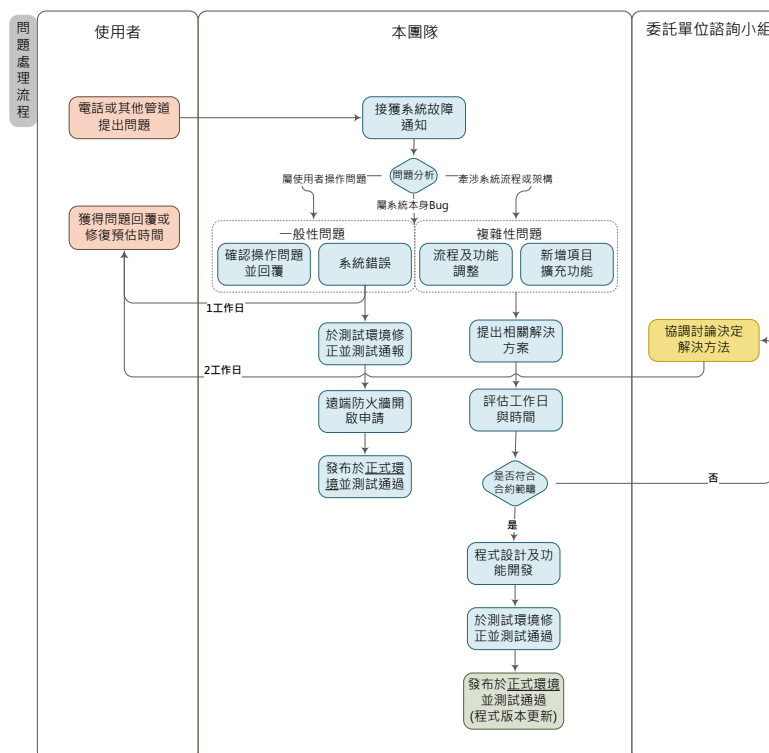 問題處理流程
使用者
本團隊
委託單位諮詢小組
電話或其他管道
提出問題
接獲系統故障
通知
問題分析
屬使用者操作問題
牽涉系統流程或架構
屬系統本身Bug
獲得問題回覆或
修復預估時間
一般性問題
複雜性問題
確認操作問題
並回覆
系統錯誤
流程及功能
調整
新增項目
擴充功能
1工作日
於測試環境修
正並測試通報
提出相關解決
方案
協調討論決定
解決方法
2工作日
遠端防火牆開
啟申請
評估工作日
與時間
發布於正式環
境並測試通過
是否符合
合約範疇
否
是
程式設計及功
能開發
於測試環境修
正並測試通過
發布於正式環境
並測試通過
(程式版本更新)